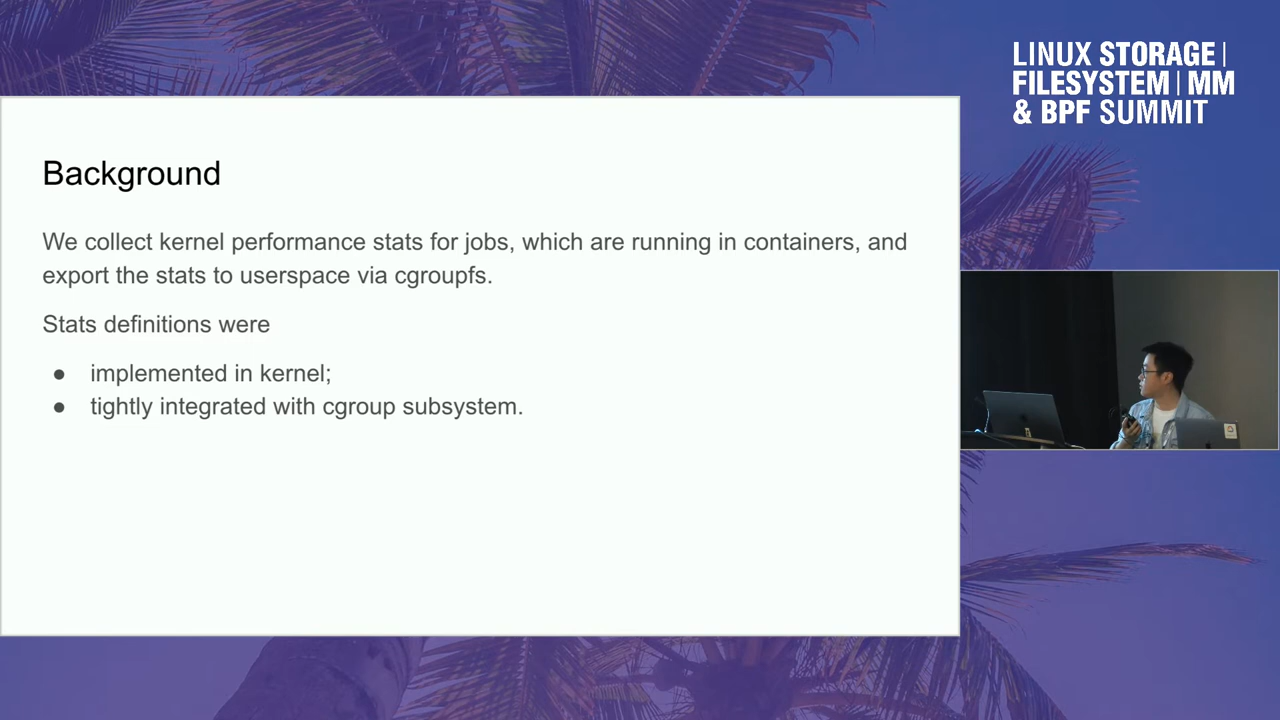 LINUX STORAGE |
FILESYSTEM | MM
& BPF SUMMIT
Background
We collect kernel performance stats for jobs, which are running in containers, and
export the stats to userspace via cgroupfs.
Stats definitions were
● implemented in kernel;
● tightly integrated with cgroup subsystem.